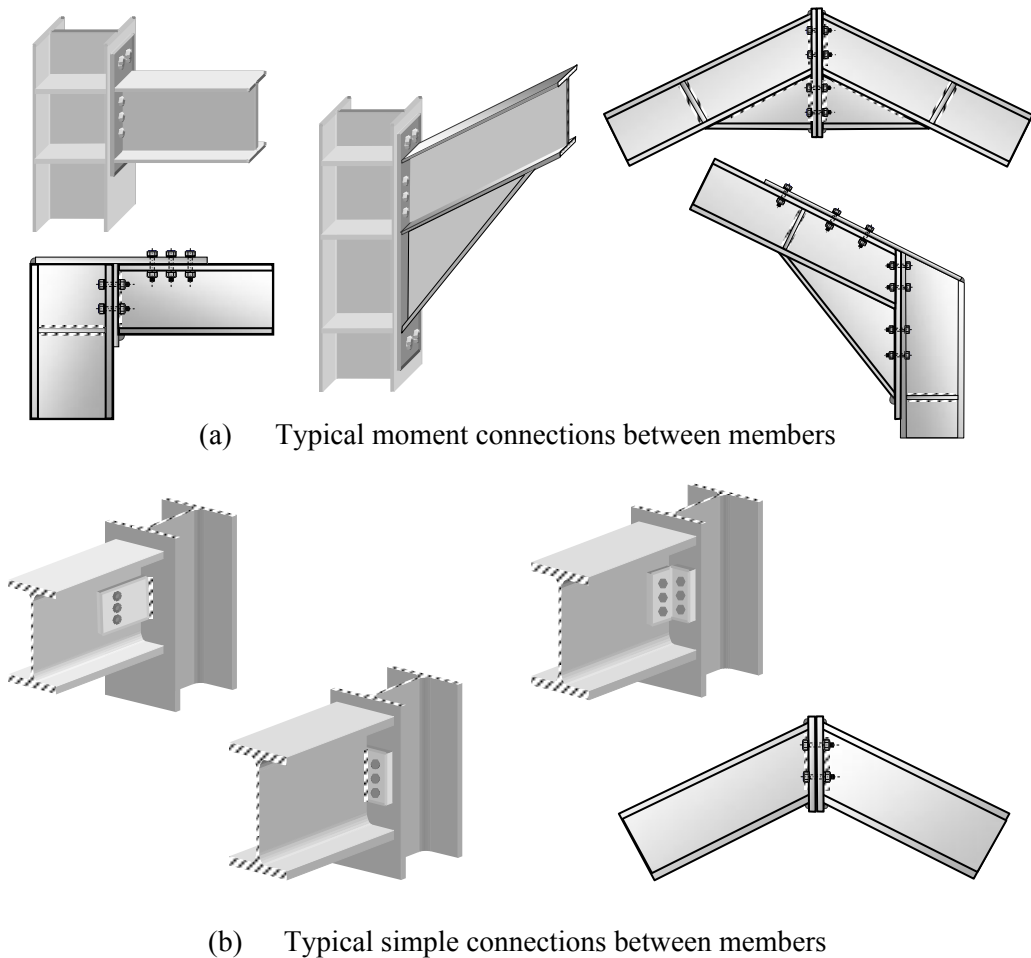 (a) Typical moment connections between members
(b) Typical simple connections between members